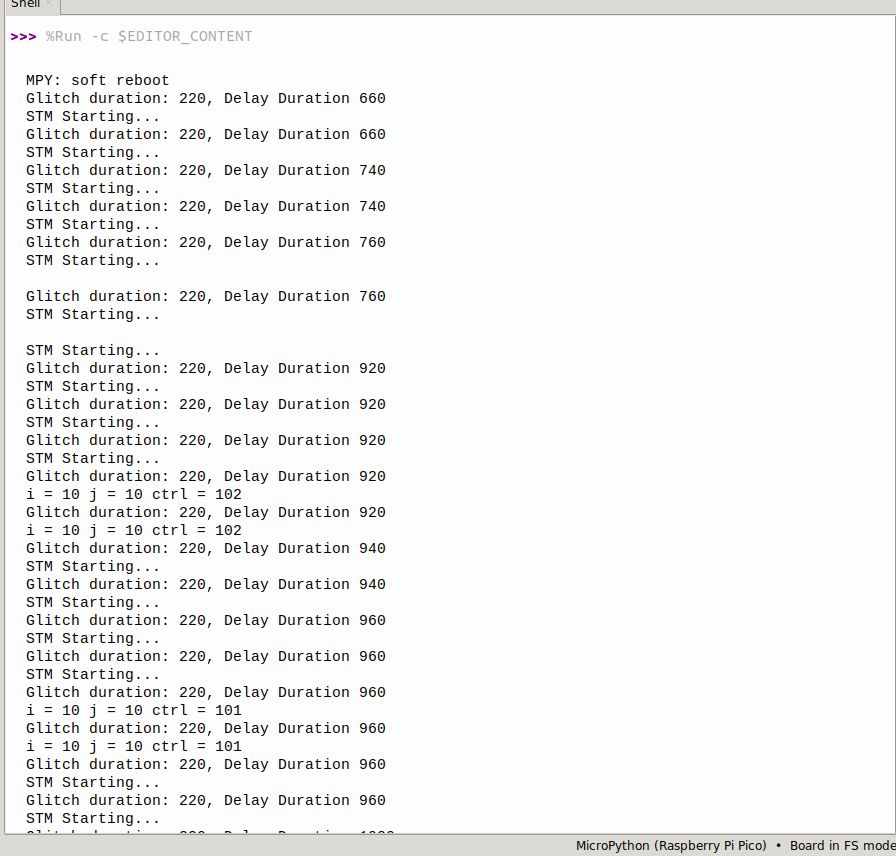 Shell ×
>>> %Run -c $EDITOR_CONTENT
MPY: soft reboot
Glitch duration: 220, Delay Duration 660
STM Starting...
Glitch duration: 220, Delay Duration 660
STM Starting...
Glitch duration: 220, Delay Duration 740
STM Starting...
Glitch duration: 220, Delay Duration 740
STM Starting...
Glitch duration: 220, Delay Duration 760
STM Starting...
Glitch duration: 220, Delay Duration 760
STM Starting...
STM Starting...
Glitch duration: 220, Delay Duration 920
STM Starting...
Glitch duration: 220, Delay Duration 920
STM Starting...
Glitch duration: 220, Delay Duration 920
STM Starting...
Glitch duration: 220, Delay Duration 920
i = 10 j = 10 ctrl = 102
Glitch duration: 220, Delay Duration 920
i = 10 j = 10 ctrl = 102
Glitch duration: 220, Delay Duration 940
STM Starting...
Glitch duration: 220, Delay Duration 940
STM Starting...
Glitch duration: 220, Delay Duration 960
STM Starting...
Glitch duration: 220, Delay Duration 960
STM Starting...
Glitch duration: 220, Delay Duration 960
i = 10 j = 10 ctrl = 101
Glitch duration: 220, Delay Duration 960
i = 10 j = 10 ctrl = 101
Glitch duration: 220, Delay Duration 960
STM Starting...
Glitch duration: 220, Delay Duration 960
STM Starting...
MicroPython (Raspberry Pi Pico) • Board in FS mode